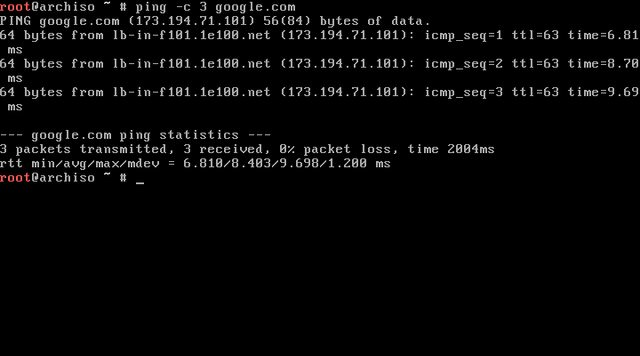 root@archiso ~ # ping -c 3 google.com
PING google.com (173.194.71.101) 56(84) bytes of data.
64 bytes from lb-in-f101.1e100.net (173.194.71.101): icmp_seq=1 ttl=63 time=6.81
 ms
64 bytes from lb-in-f101.1e100.net (173.194.71.101): icmp_seq=2 ttl=63 time=8.70
 ms
64 bytes from lb-in-f101.1e100.net (173.194.71.101): icmp_seq=3 ttl=63 time=9.69
 ms
--- google.com ping statistics ---
3 packets transmitted, 3 received, 0% packet loss, time 2004ms
rtt min/avg/max/mdev = 6.810/8.403/9.698/1.200 ms
root@archiso ~ # _